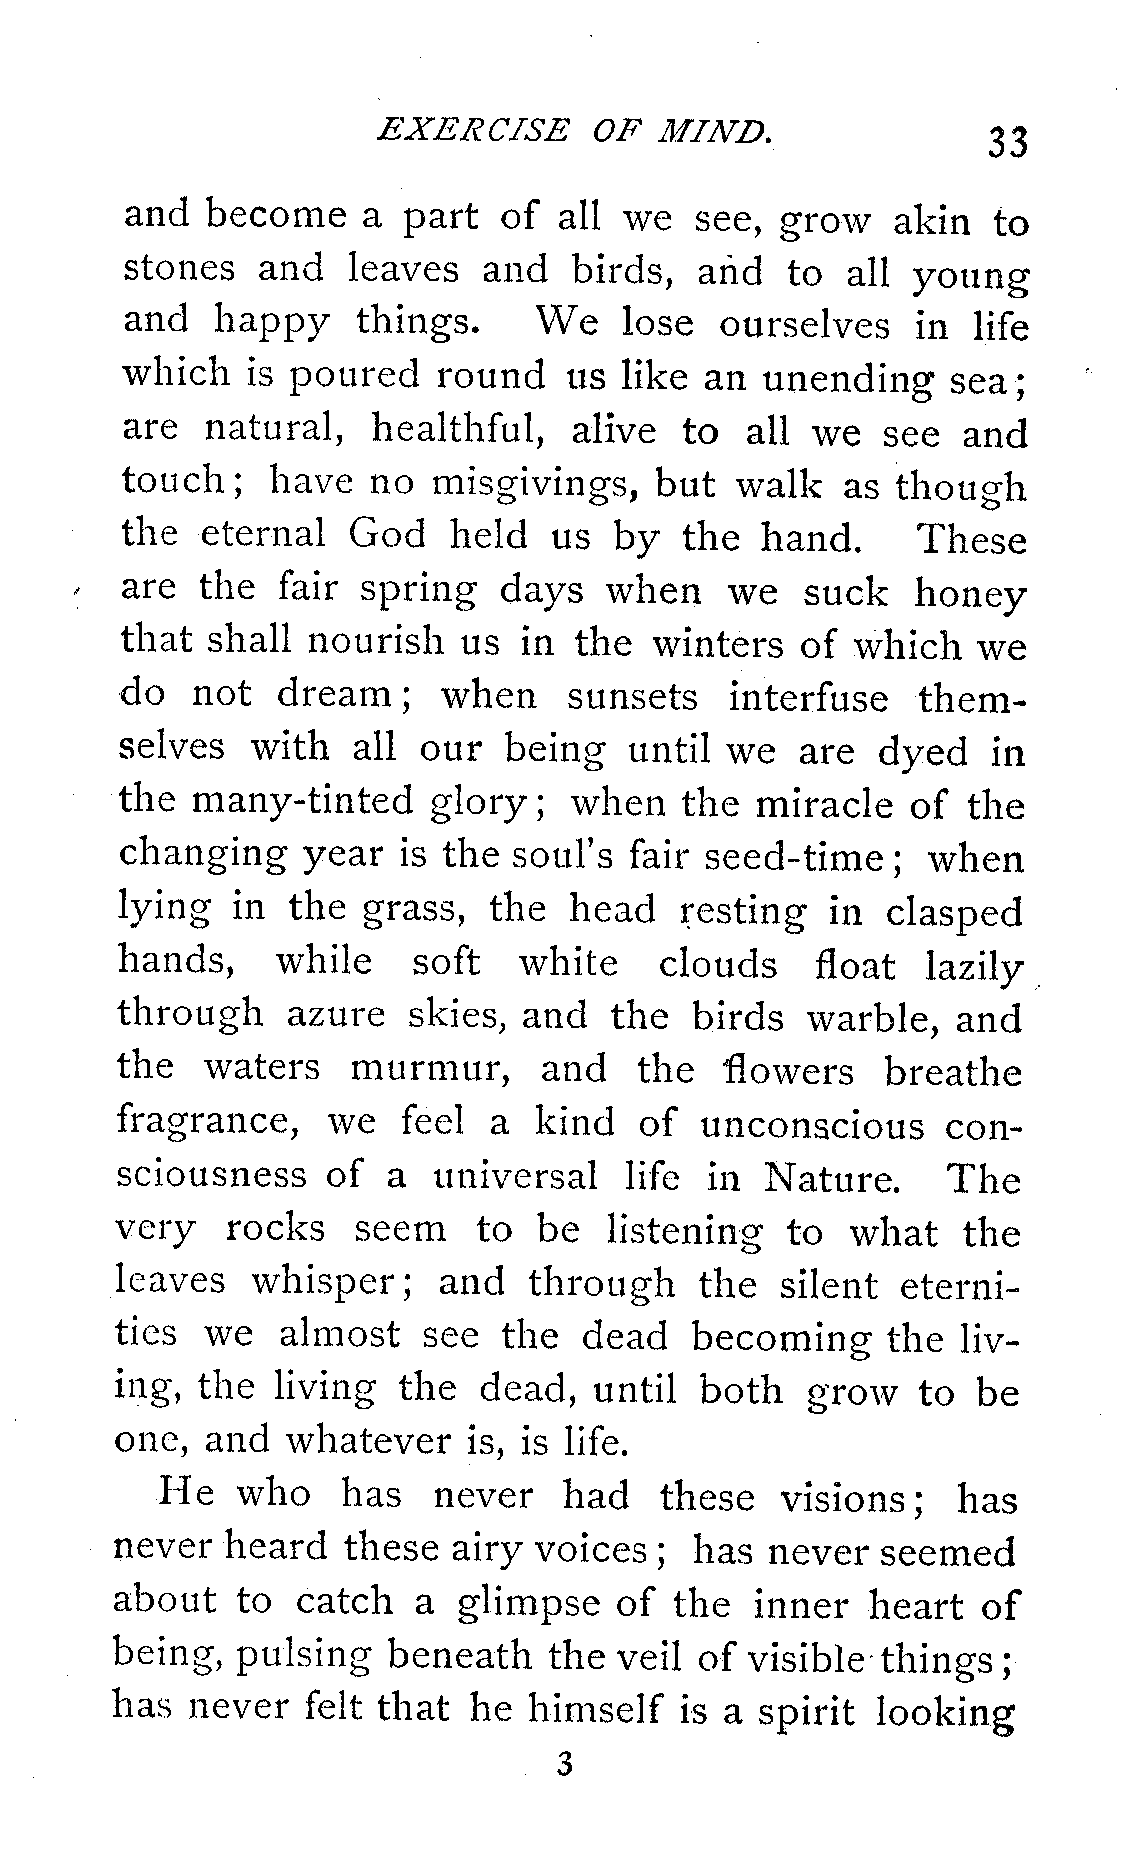 EXERCISE OF MIND. 33
and become a part of all we see, grow akin to
stones and leaves and birds, and to all young
and happy things. We lose ourselves in life
which is poured round us like an unending sea;
are natural, healthful, alive to all we see and
touch; have no misgivings, but walk as though
the eternal God held us by the hand. These
are the fair spring days when we suck honey
that shall nourish us in the winters of which we
do not dream; when sunsets interfuse them-
selves with all our being until we are dyed in
the many-tinted glory; when the miracle of the
changing year is the soul's fair seed-time; when
lying in the grass, the head resting in clasped
hands, while soft white clouds float lazily
through azure skies, and the birds warble, and
the waters murmur, and the flowers breathe
fragrance, we feel a kind of unconscious con-
sciousness of a universal life in Nature. The
very rocks seem to be listening to what the
leaves whisper; and through the silent eterni-
ties we almost see the dead becoming the liv-
ing, the living the dead, until both grow to be
one, and whatever is, is life.
He who has never had these visions; has
never heard these airy voices; has never seemed
about to catch a glimpse of the inner heart of
being, pulsing beneath the veil of visible things;
has never felt that he himself is a spirit looking
3